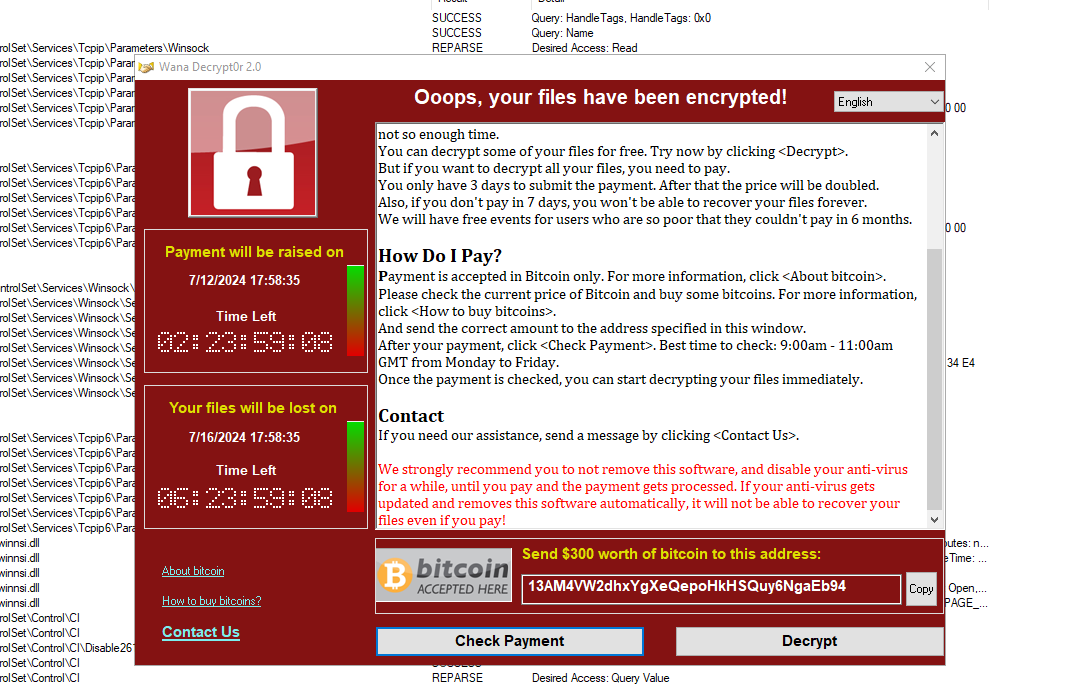 SUCCESS Query: HandleTags, HandleTags: 0x0
SUCCESS Query: Name
rolSet\Services\Tcpip\Parameters\Winsock REPARSE Desired Access: Read
rolSet\Services\Tcpip\Para
rolSet\Services\Tcpip\Para
rolSet\Services\Tcpip\Para
rolSet\Services\Tcpip\Para
rolSet\Services\Tcpip\Para
rolSet\Services\Tcpip6\Para
rolSet\Services\Tcpip6\Para
rolSet\Services\Tcpip6\Para
rolSet\Services\Tcpip6\Para
rolSet\Services\Tcpip6\Para
rolSet\Services\Tcpip6\Para
ntrolSet\Services\Winsock\
rolSet\Services\Winsock\Se
rolSet\Services\Winsock\Se
rolSet\Services\Winsock\Se
rolSet\Services\Winsock\Se
rolSet\Services\Winsock\Se
rolSet\Services\Winsock\Se
rolSet\Services\Winsock\Se
rolSet\Services\Tcpip6\Para
rolSet\Services\Tcpip6\Para
rolSet\Services\Tcpip6\Para
rolSet\Services\Tcpip6\Para
rolSet\Services\Tcpip6\Para
rolSet\Services\Tcpip6\Para
rolSet\Services\Tcpip6\Para
winnsi.dll
winnsi.dll
winnsi.dll
winnsi.dll
winnsi.dll
rolSet\Control\CI
rolSet\Control\CI
rolSet\Control\CI\Disable26
rolSet\Control\CI
rolSet\Control\CI REPARSE Desired Access: Query Value
Wana Decrypt0r 2.0
Ooops, your files have been encrypted!
English
Payment will be raised on
7/12/2024 17:58:35
Time Left
02:23:59:08
Your files will be lost on
7/16/2024 17:58:35
Time Left
06:23:59:08
About bitcoin
How to buy bitcoins?
Contact Us
not so enough time.
You can decrypt some of your files for free. Try now by clicking <Decrypt>.
But if you want to decrypt all your files, you need to pay.
You only have 3 days to submit the payment. After that the price will be doubled.
Also, if you don't pay in 7 days, you won't be able to recover your files forever.
We will have free events for users who are so poor that they couldn't pay in 6 months.
How Do I Pay?
Payment is accepted in Bitcoin only. For more information, click <About bitcoin>.
Please check the current price of Bitcoin and buy some bitcoins. For more information,
click <How to buy bitcoins>.
And send the correct amount to the address specified in this window.
After your payment, click <Check Payment>. Best time to check: 9:00am - 11:00am
GMT from Monday to Friday.
Once the payment is checked, you can start decrypting your files immediately.
Contact
If you need our assistance, send a message by clicking <Contact Us>.
We strongly recommend you to not remove this software, and disable your anti-virus
for a while, until you pay and the payment gets processed. If your anti-virus gets
updated and removes this software automatically, it will not be able to recover your
files even if you pay!
bitcoin
ACCEPTED HERE
Send $300 worth of bitcoin to this address:
13AM4VW2dhxYgXeQepoHkHSQuy6NgaEb94
Copy
Check Payment
Decrypt
0 00
0 00
34 E4
Open,...
PAGE_...